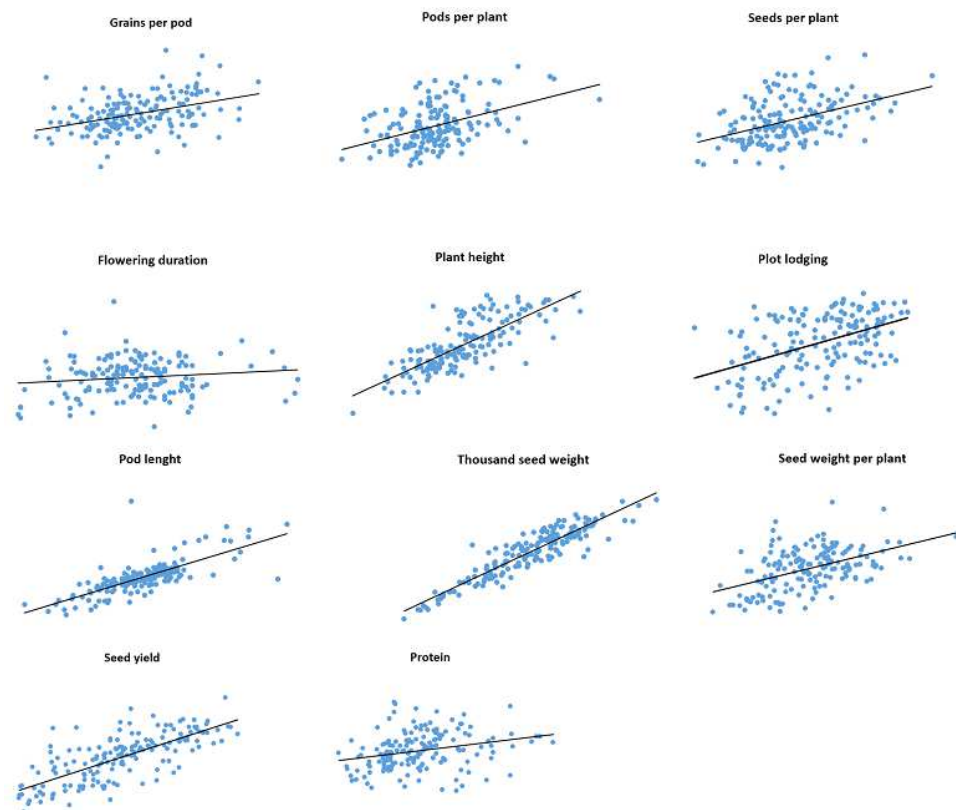 Grains per pod
Pods per plant
Seeds per plant
Flowering duration
Plant height
Plot lodging
Pod lenght
Thousand seed weight
Seed weight per plant
Seed yield
Protein